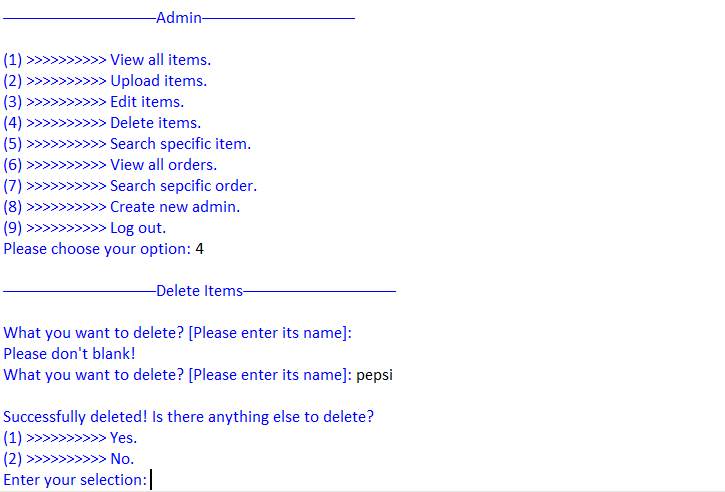 ——————————Admin——————————
(1) >>>>>>>>>> View all items.
(2) >>>>>>>>>> Upload items.
(3) >>>>>>>>>> Edit items.
(4) >>>>>>>>>> Delete items.
(5) >>>>>>>>>> Search specific item.
(6) >>>>>>>>>> View all orders.
(7) >>>>>>>>>> Search sepcific order.
(8) >>>>>>>>>> Create new admin.
(9) >>>>>>>>>> Log out.
Please choose your option: 4
——————————Delete Items——————————
What you want to delete? [Please enter its name]:
Please don't blank!
What you want to delete? [Please enter its name]: pepsi
Successfully deleted! Is there anything else to delete?
(1) >>>>>>>>>> Yes.
(2) >>>>>>>>>> No.
Enter your selection: